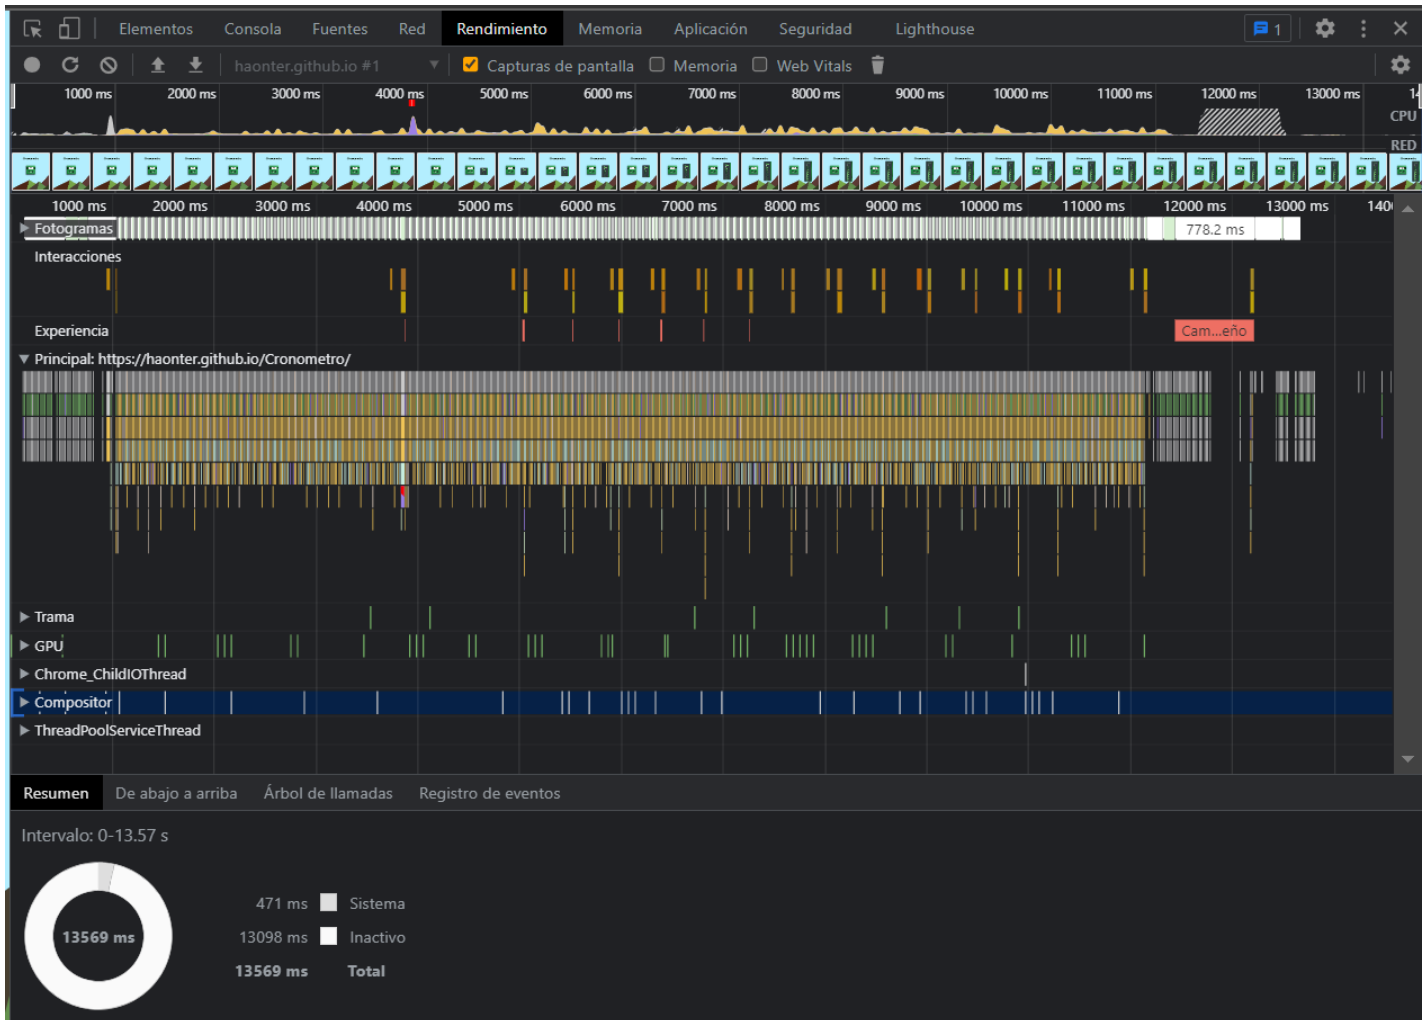 Elementos Consola Fuentes Red Rendimiento Memoria Aplicación Seguridad Lighthouse 1
haonter.github.io #1 Capturas de pantalla Memoria Web Vitals
1000 ms 2000 ms 3000 ms 4000 ms 5000 ms 6000 ms 7000 ms 8000 ms 9000 ms 10000 ms 11000 ms 12000 ms 13000 ms 14
CPU
RED
1000 ms 2000 ms 3000 ms 4000 ms 5000 ms 6000 ms 7000 ms 8000 ms 9000 ms 10000 ms 11000 ms 12000 ms 13000 ms 140
Fotogramas 778.2 ms
Interacciones
Experiencia Cam...eño
Principal: https://haonter.github.io/Cronometro/
Trama
GPU
Chrome_ChildIOThread
Compositor
ThreadPoolServiceThread
Resumen De abajo a arriba Árbol de llamadas Registro de eventos
Intervalo: 0-13.57 s
471 ms Sistema
13569 ms 13098 ms Inactivo
13569 ms Total